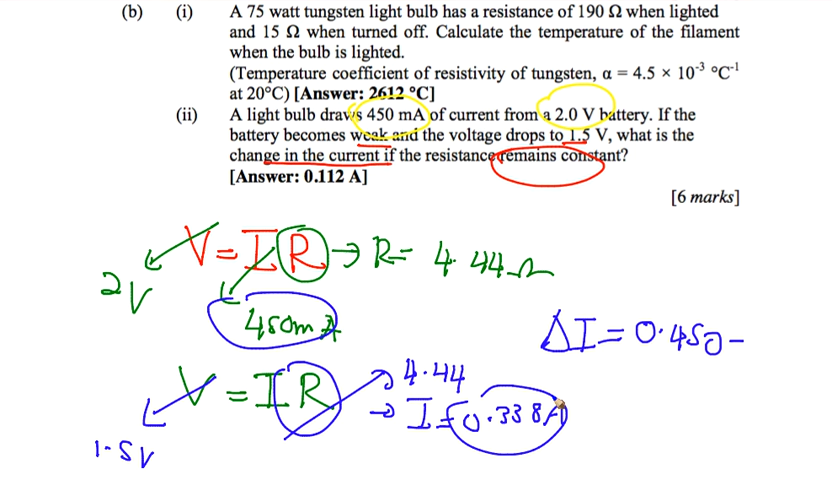 (b) (i) A 75 watt tungsten light bulb has a resistance of 190 Ω when lighted
and 15 Ω when turned off. Calculate the temperature of the filament
when the bulb is lighted.
(Temperature coefficient of resistivity of tungsten, α = 4.5 × 10⁻³ °C⁻¹
at 20°C) [Answer: 2612 °C]
(ii) A light bulb draws 450 mA of current from a 2.0 V battery. If the
battery becomes weak and the voltage drops to 1.5 V, what is the
change in the current if the resistance remains constant?
[Answer: 0.112 A]
[6 marks]
V = IR → R = 4.44 Ω
2V
450mA
ΔI = 0.450 –
V = IR
4.44
→ I = 0.338A
1.5V